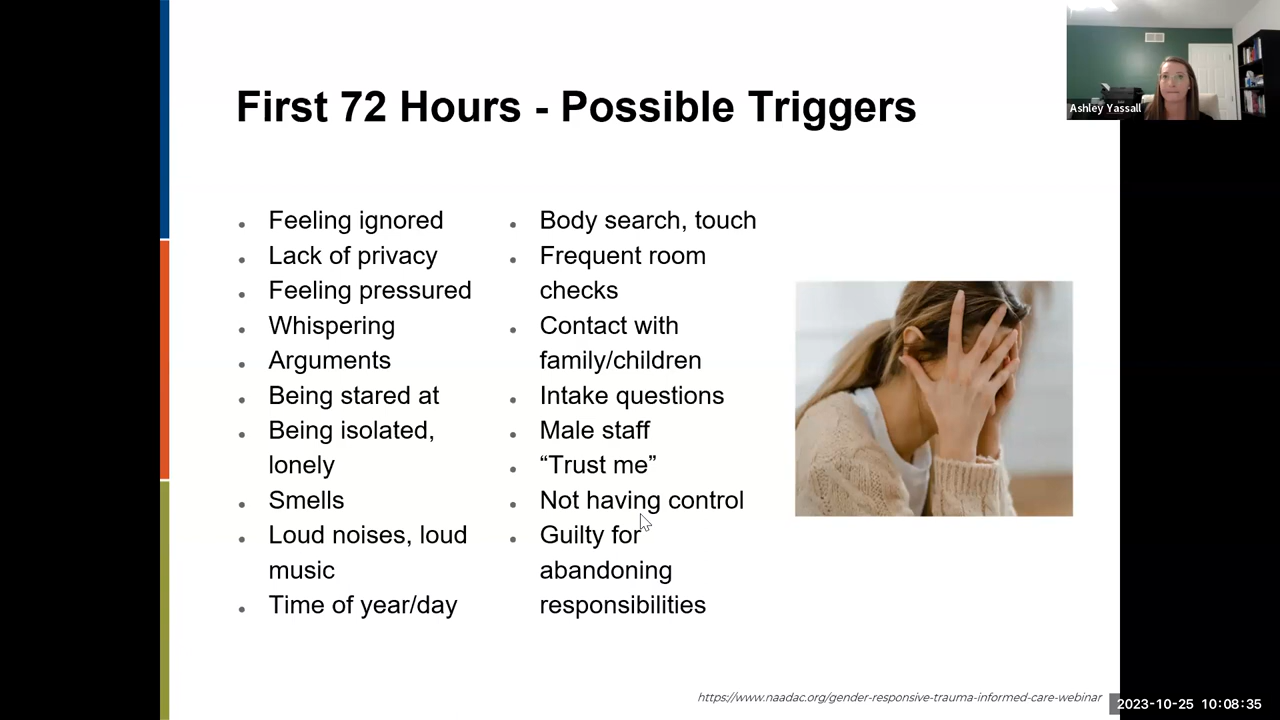 First 72 Hours - Possible Triggers
Ashley Yassall
Feeling ignored
Lack of privacy
Feeling pressured
Whispering
Arguments
Being stared at
Being isolated,
lonely
Smells
Loud noises, loud
music
Time of year/day
Body search, touch
Frequent room
checks
Contact with
family/children
Intake questions
Male staff
“Trust me”
Not having control
Guilty for
abandoning
responsibilities
https://www.naadac.org/gender-responsive-trauma-informed-care-webinar
2023-10-25 10:08:35